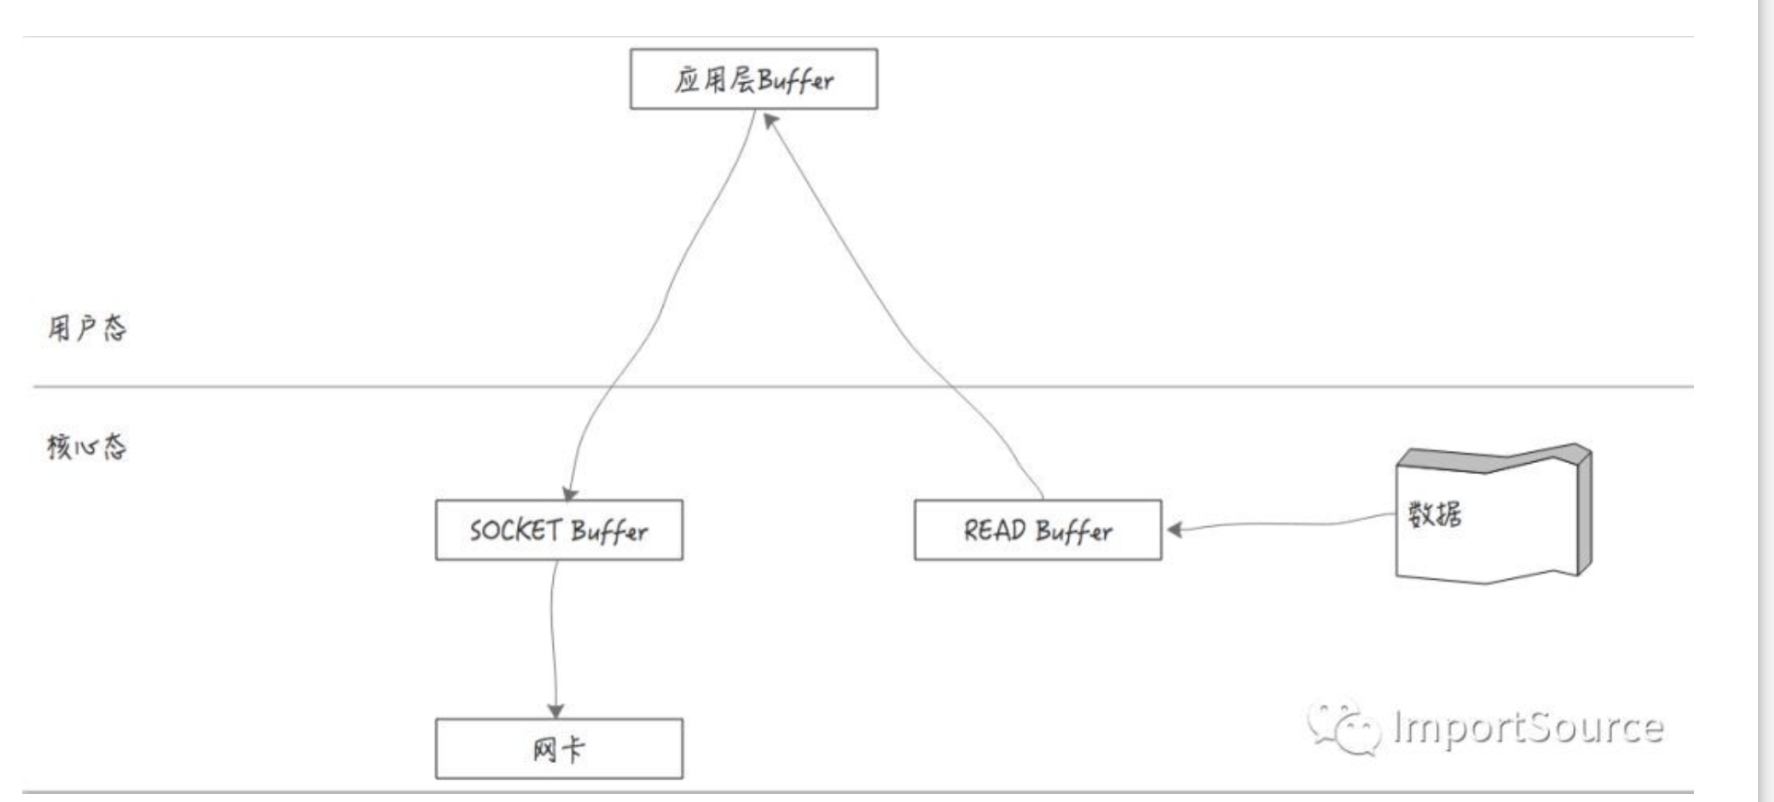 应用层Buffer
用户态
核心态
数据
SOCKET Buffer
READ Buffer
网卡
ImportSource